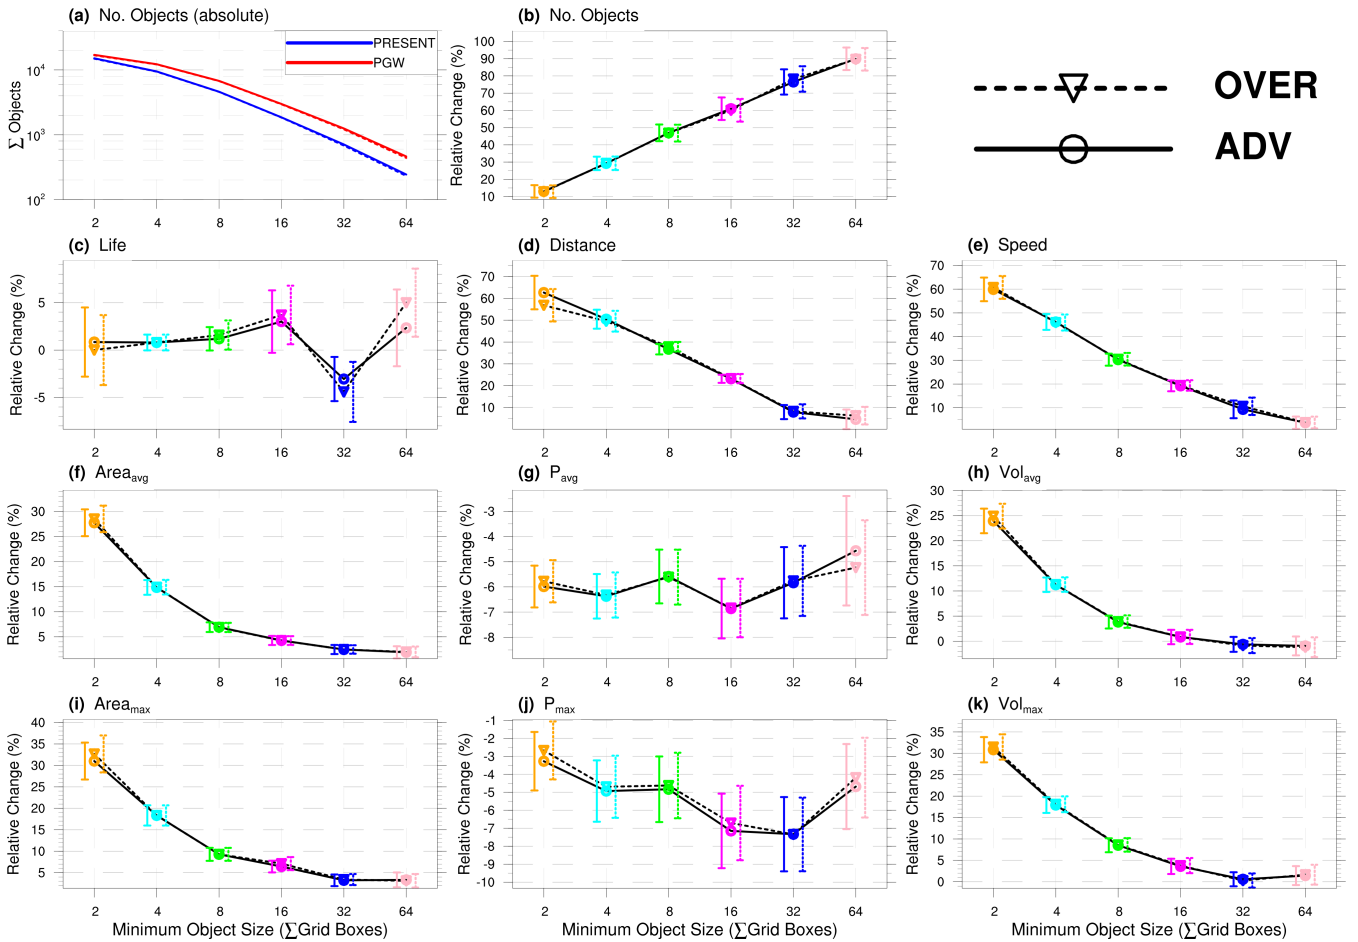 (a) No. Objects (absolute)
∑ Objects
10^4
10^3
10^2
PRESENT
PGW
2 4 8 16 32 64
(b) No. Objects
Relative Change (%)
100
90
80
70
60
50
40
30
20
10
2 4 8 16 32 64
OVER
ADV
(c) Life
Relative Change (%)
5
0
-5
2 4 8 16 32 64
(d) Distance
Relative Change (%)
70
60
50
40
30
20
10
2 4 8 16 32 64
(e) Speed
Relative Change (%)
70
60
50
40
30
20
10
2 4 8 16 32 64
(f) Area_avg
Relative Change (%)
30
25
20
15
10
5
2 4 8 16 32 64
(g) P_avg
Relative Change (%)
-3
-4
-5
-6
-7
-8
2 4 8 16 32 64
(h) Vol_avg
Relative Change (%)
30
25
20
15
10
5
0
2 4 8 16 32 64
(i) Area_max
Relative Change (%)
40
35
30
25
20
15
10
5
2 4 8 16 32 64
Minimum Object Size (∑Grid Boxes)
(j) P_max
Relative Change (%)
-1
-2
-3
-4
-5
-6
-7
-8
-9
-10
2 4 8 16 32 64
Minimum Object Size (∑Grid Boxes)
(k) Vol_max
Relative Change (%)
35
30
25
20
15
10
5
0
2 4 8 16 32 64
Minimum Object Size (∑Grid Boxes)